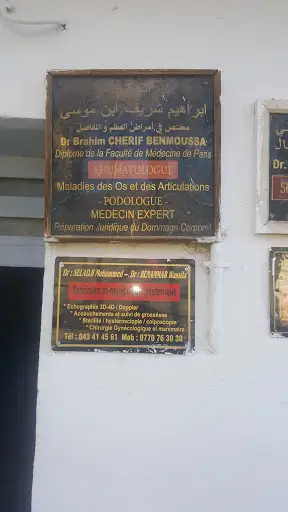 ابراهيم شريف ابن موسى
مختص في أمراض العظم و المفاصل
Dr Brahim CHERIF BENMOUSSA
Diplome de la Faculté de Médecine de Paris
RHUMATOLOGUE
Maladies des Os et des Articulations
- PODOLOGUE -
MEDECIN EXPERT
Réparation Juridique du Dommage Corporel
Dr : SELADJI Mohammed - Dr : BENAMMAR Wassila
* Echographie 3D-4D / Doppler
* Accouchements et suivi de grossesse
* Stérilité / hystéroscopie / colposcopie
* Chirurgie Gynécologique et mammaire
Tél : 043 41 45 61 Mob : 0770 76 30 30
Dr.